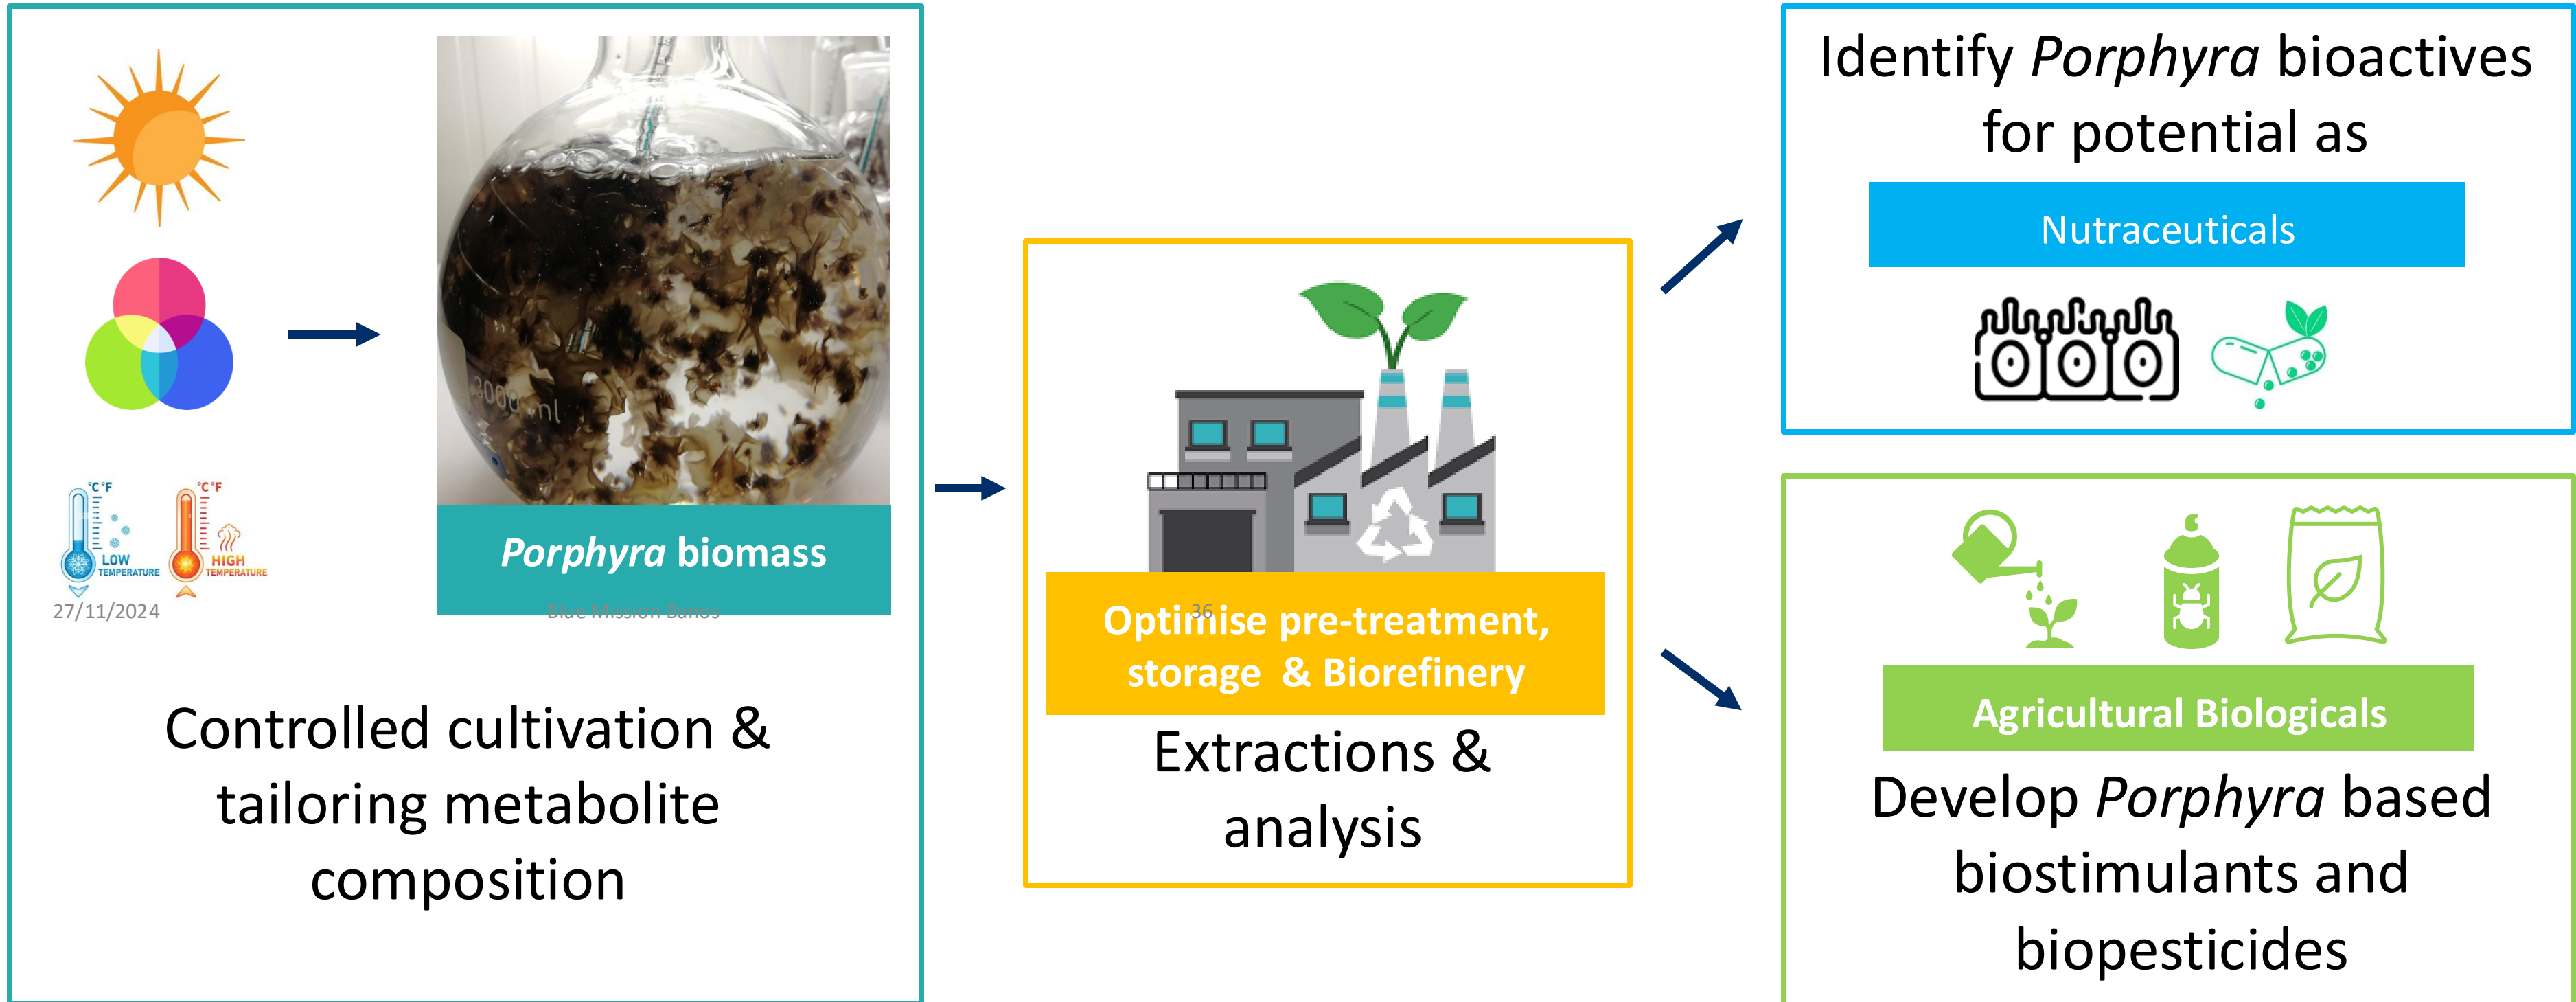 °C °F
LOW
TEMPERATURE
°C °F
HIGH
TEMPERATURE
3000 ml
Porphyra biomass
27/11/2024
Blue Mission Banos
Controlled cultivation &
tailoring metabolite
composition
36
Optimise pre-treatment,
storage & Biorefinery
Extractions &
analysis
Identify Porphyra bioactives
for potential as
Nutraceuticals
Agricultural Biologicals
Develop Porphyra based
biostimulants and
biopesticides